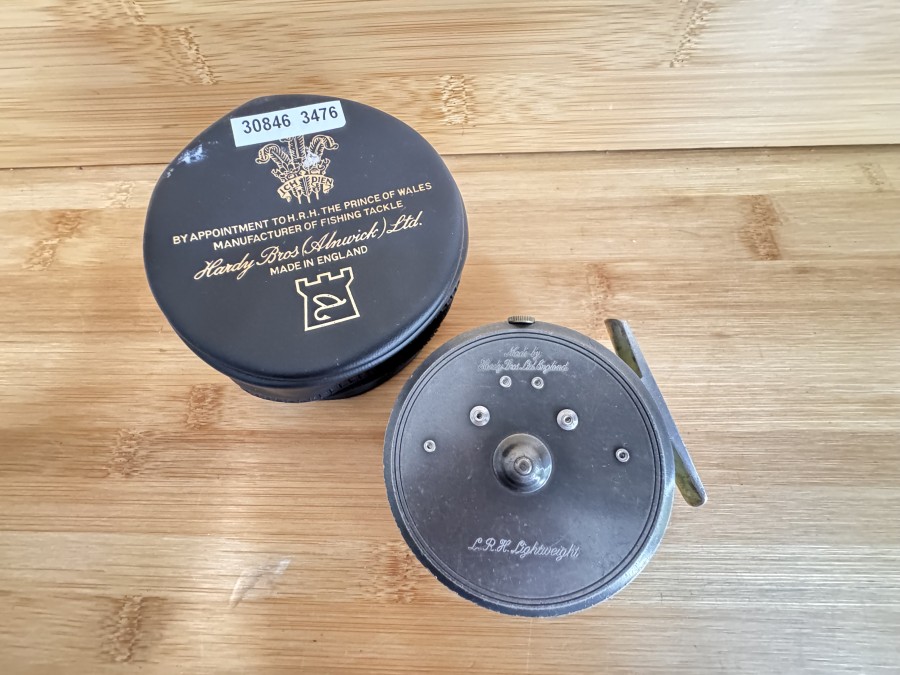 30846 3476
ICH DIEN
BY APPOINTMENT TO H.R.H. THE PRINCE OF WALES
MANUFACTURER OF FISHING TACKLE
Hardy Bros (Alnwick) Ltd.
MADE IN ENGLAND
Made by
Hardy Bros. Ltd. England
L.R.H. Lightweight